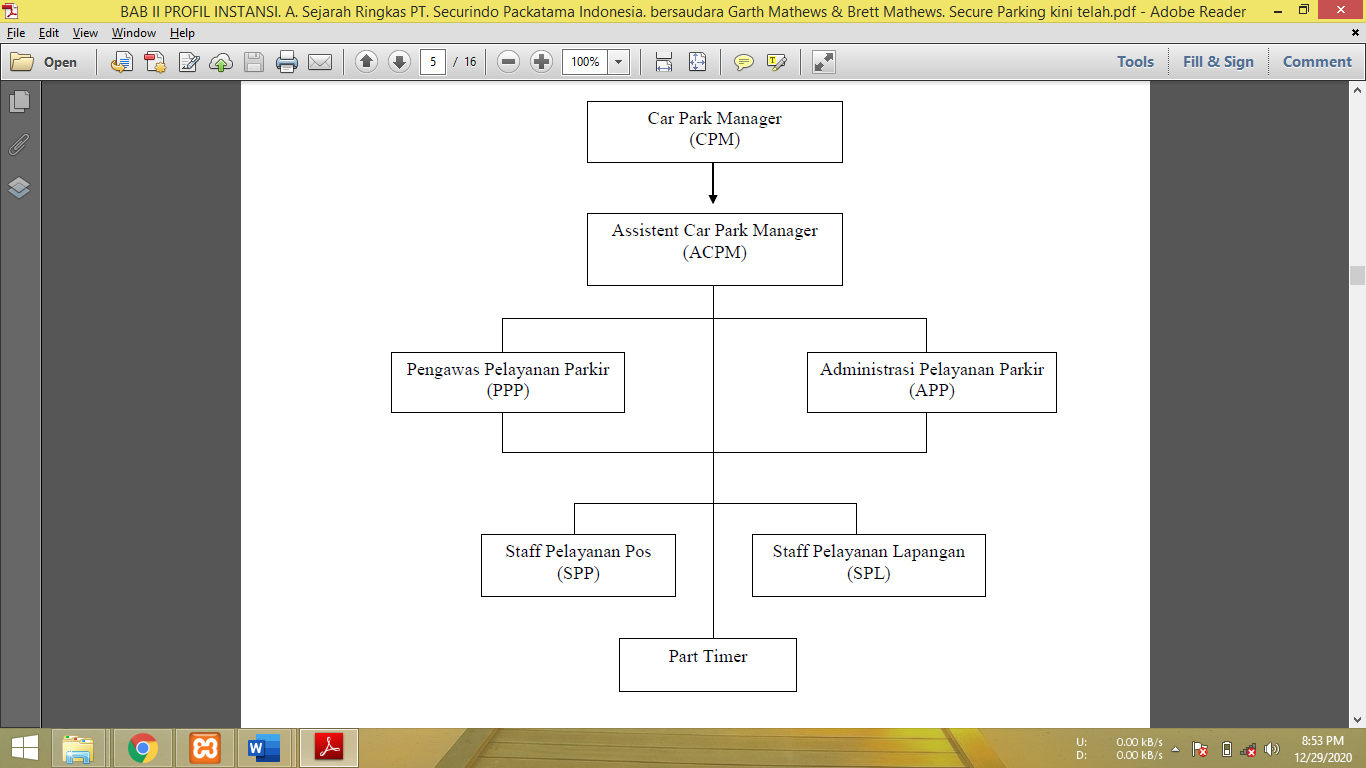 BAB II PROFIL INSTANSI. A. Sejarah Ringkas PT. Securindo Packatama Indonesia. bersaudara Garth Mathews & Brett Mathews. Secure Parking kini telah.pdf - Adobe Reader
File Edit View Window Help
Open 5 / 16 100% Tools Fill & Sign Comment
Car Park Manager
(CPM)
Assistent Car Park Manager
(ACPM)
Pengawas Pelayanan Parkir
(PPP)
Administrasi Pelayanan Parkir
(APP)
Staff Pelayanan Pos
(SPP)
Staff Pelayanan Lapangan
(SPL)
Part Timer
U: 0.00 kB/s
D: 0.00 kB/s
8:53 PM
12/29/2020